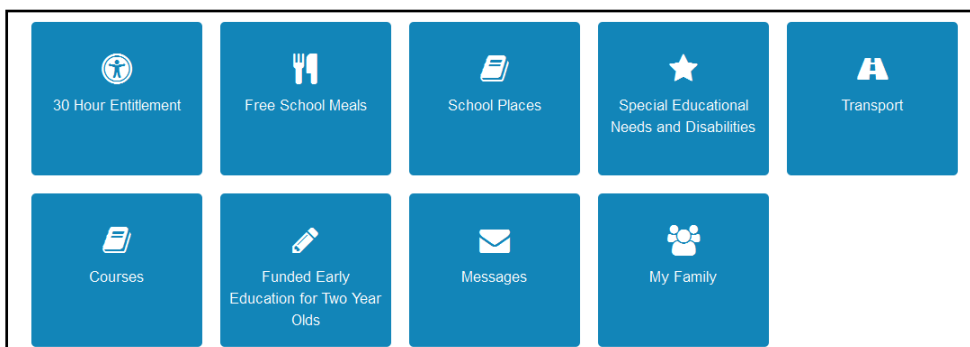 30 Hour Entitlement
Free School Meals
School Places
Special Educational
Needs and Disabilities
Transport
Courses
Funded Early
Education for Two Year
Olds
Messages
My Family